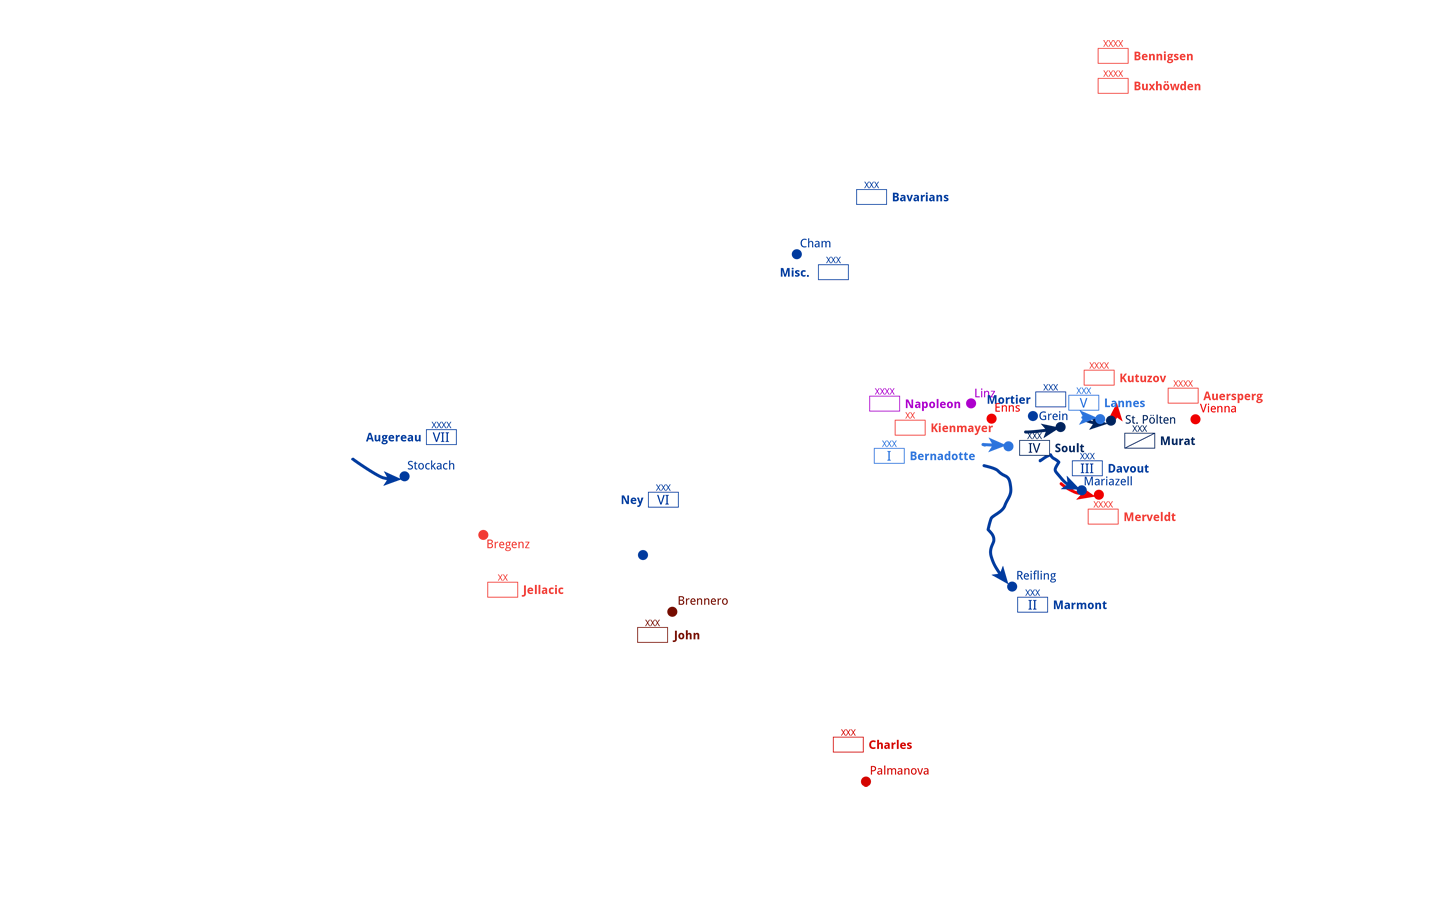 XXXX
Bennigsen
XXXX
Buxhöwden
XXX
Bavarians
Cham
XXX
Misc.
XXXX
Kutuzov
XXXX
Auersperg
Vienna
XXXX
Napoleon
Linz
XXX
Mortier
XXX
V
Lannes
Enns
Grein
St. Pölten
XX
Kienmayer
XXX
Murat
XXX
I
Bernadotte
XXX
IV
Soult
XXX
III
Davout
Mariazell
XXXX
Merveldt
XXXX
Augereau
VII
Stockach
XXX
Ney
VI
Bregenz
XX
Jellacic
Brennero
XXX
John
Reifling
XXX
II
Marmont
XXX
Charles
Palmanova